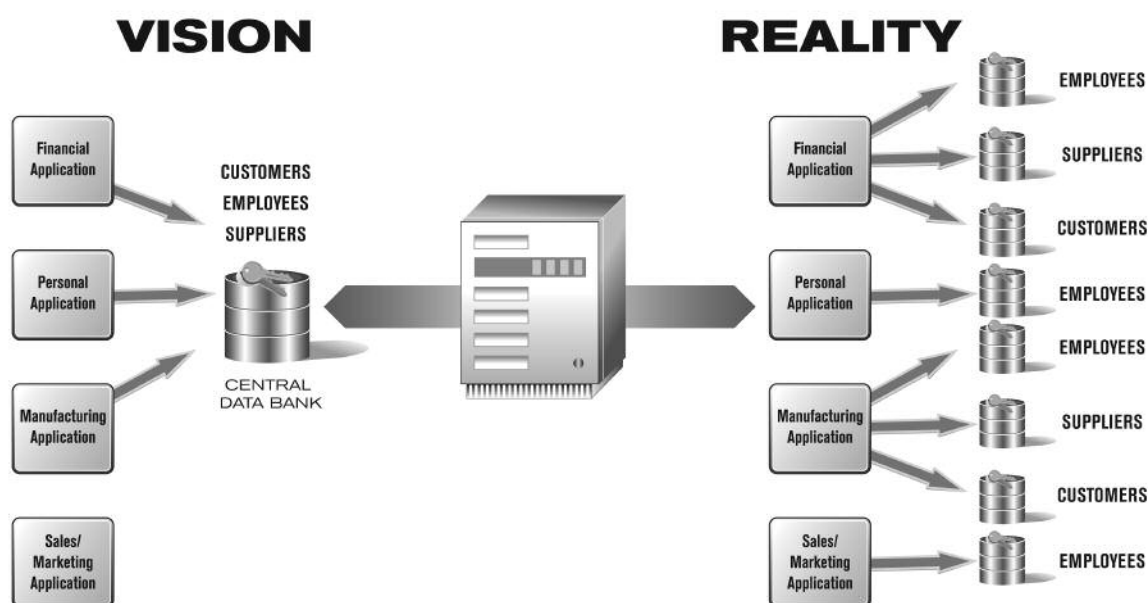 VISION
Financial
Application
Personal
Application
Manufacturing
Application
Sales/
Marketing
Application
CUSTOMERS
EMPLOYEES
SUPPLIERS
CENTRAL
DATA BANK
REALITY
Financial
Application
EMPLOYEES
SUPPLIERS
CUSTOMERS
Personal
Application
EMPLOYEES
Manufacturing
Application
EMPLOYEES
SUPPLIERS
CUSTOMERS
Sales/
Marketing
Application
EMPLOYEES